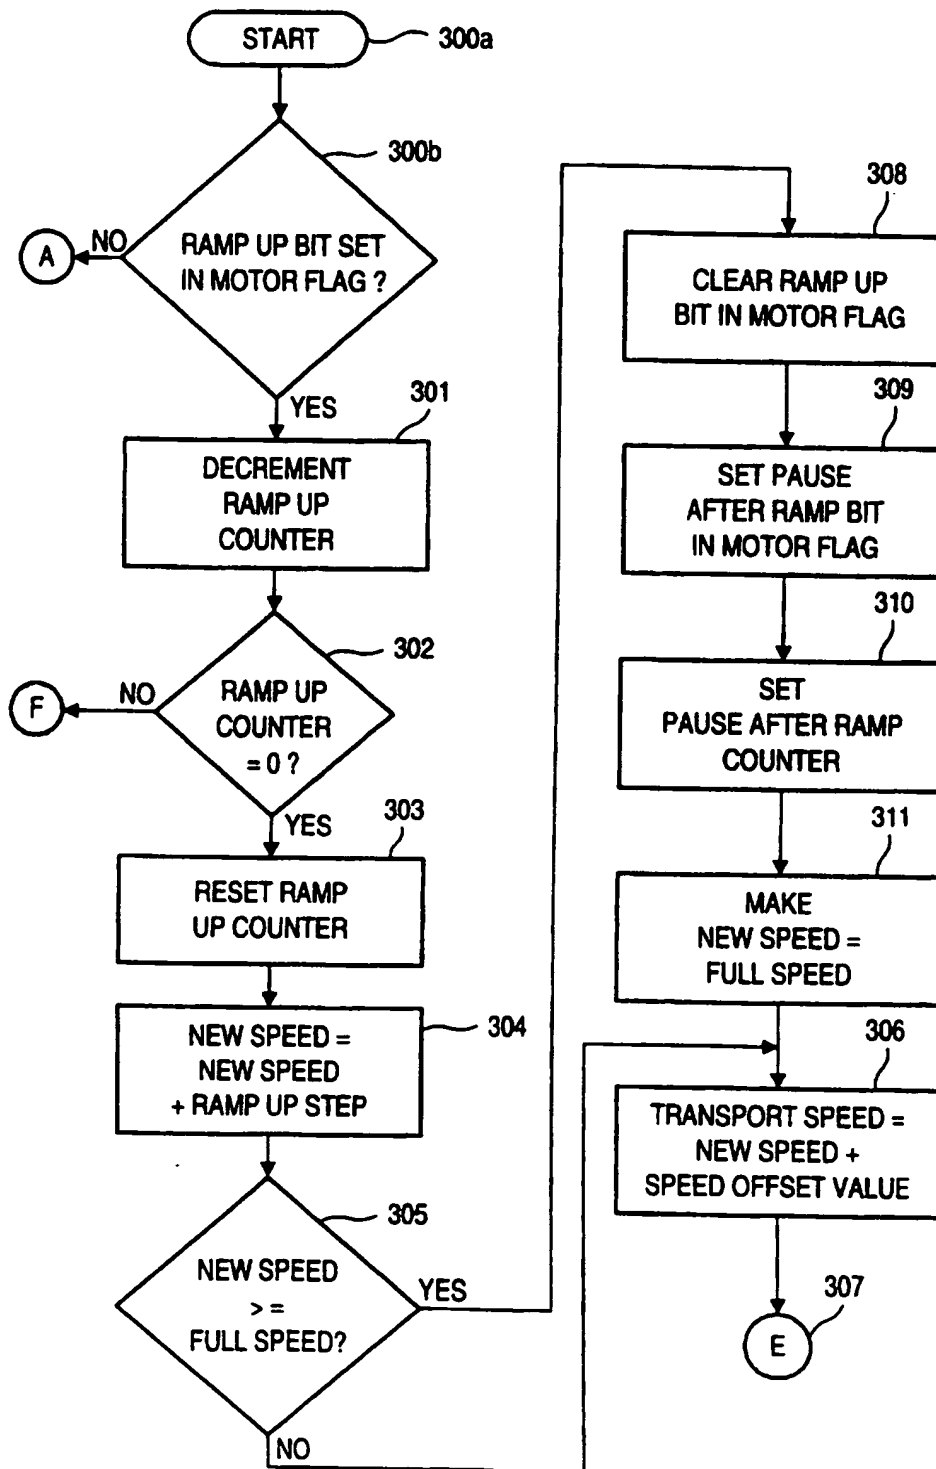 START
300a
300b
A
NO
RAMP UP BIT SET
IN MOTOR FLAG ?
YES
301
DECREMENT
RAMP UP
COUNTER
302
F
NO
RAMP UP
COUNTER
= 0 ?
YES
303
RESET RAMP
UP COUNTER
304
NEW SPEED =
NEW SPEED
+ RAMP UP STEP
305
NEW SPEED
> =
FULL SPEED?
YES
NO
308
CLEAR RAMP UP
BIT IN MOTOR FLAG
309
SET PAUSE
AFTER RAMP BIT
IN MOTOR FLAG
310
SET
PAUSE AFTER RAMP
COUNTER
311
MAKE
NEW SPEED =
FULL SPEED
306
TRANSPORT SPEED =
NEW SPEED +
SPEED OFFSET VALUE
307
E